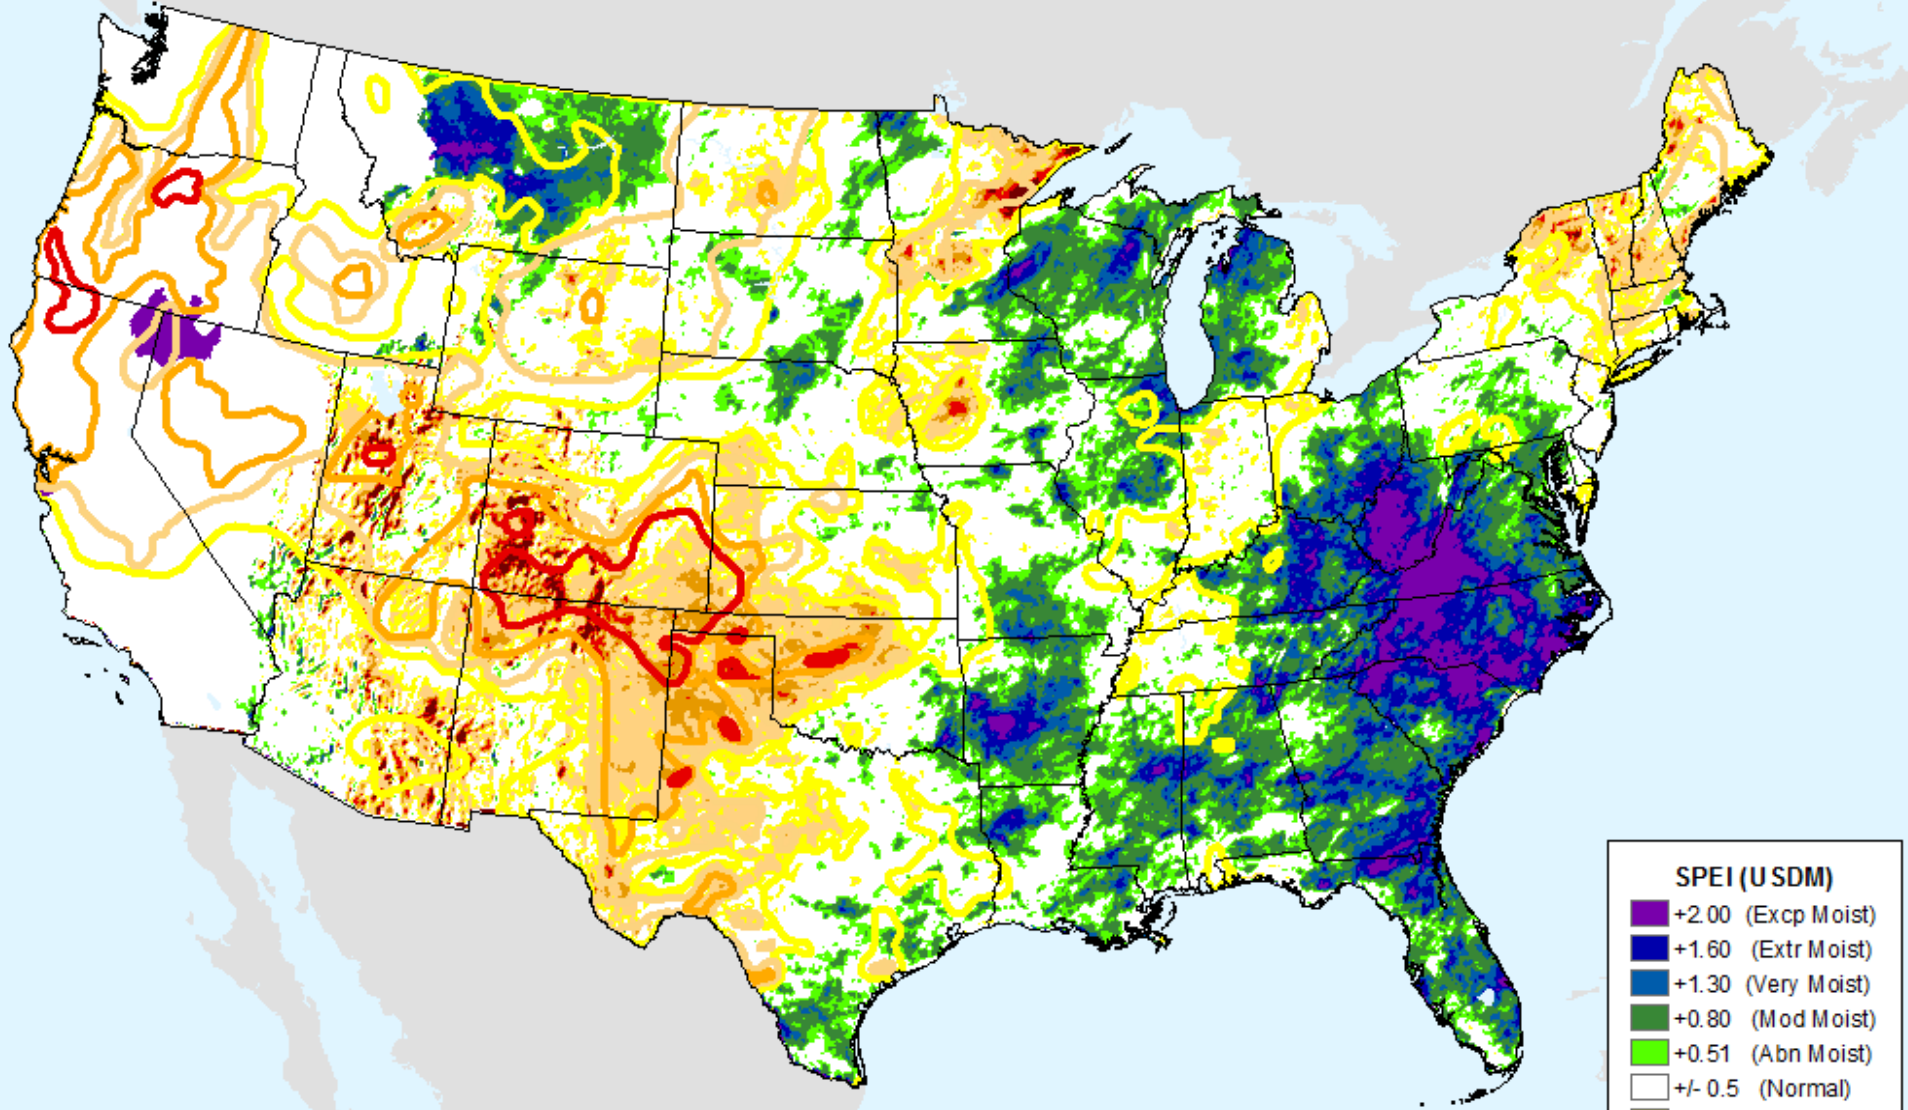 SPEI (USDM)
+2.00 (Excp Moist)
+1.60 (Extr Moist)
+1.30 (Very Moist)
+0.80 (Mod Moist)
+0.51 (Abn Moist)
+/- 0.5 (Normal)